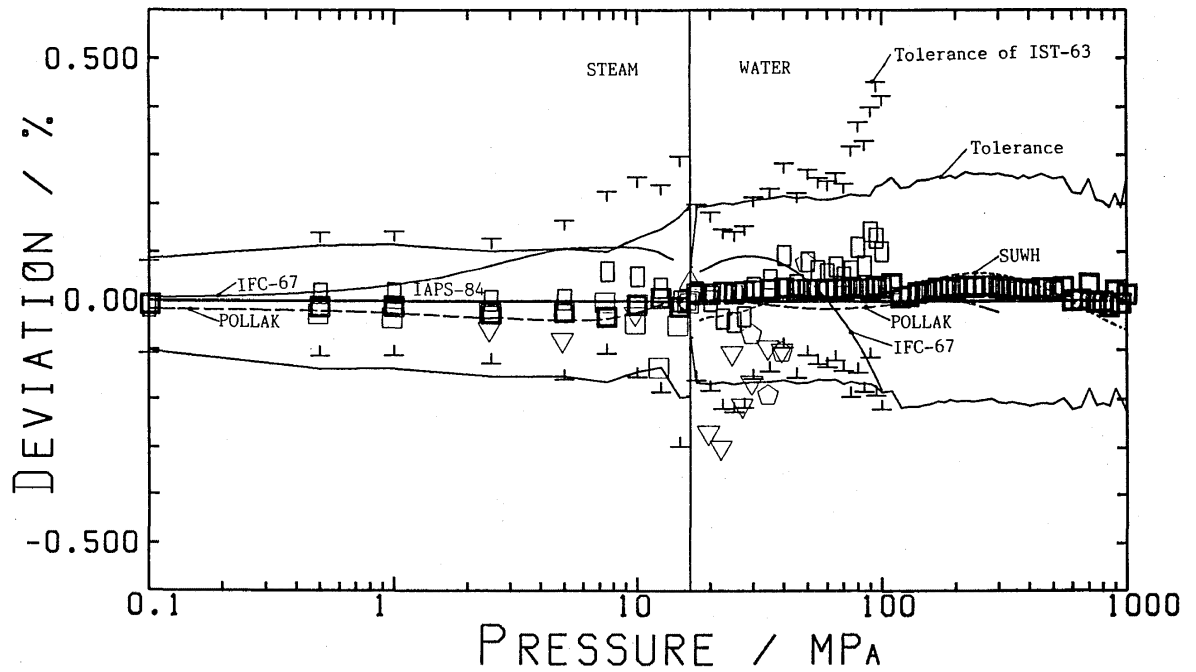 0.500
STEAM
WATER
Tolerance of IST-63
Tolerance
SUWH
IFC-67
IAPS-84
0.00
POLLAK
POLLAK
IFC-67
-0.500
DEVIATION / %
0.1
1
10
100
1000
PRESSURE / MPA